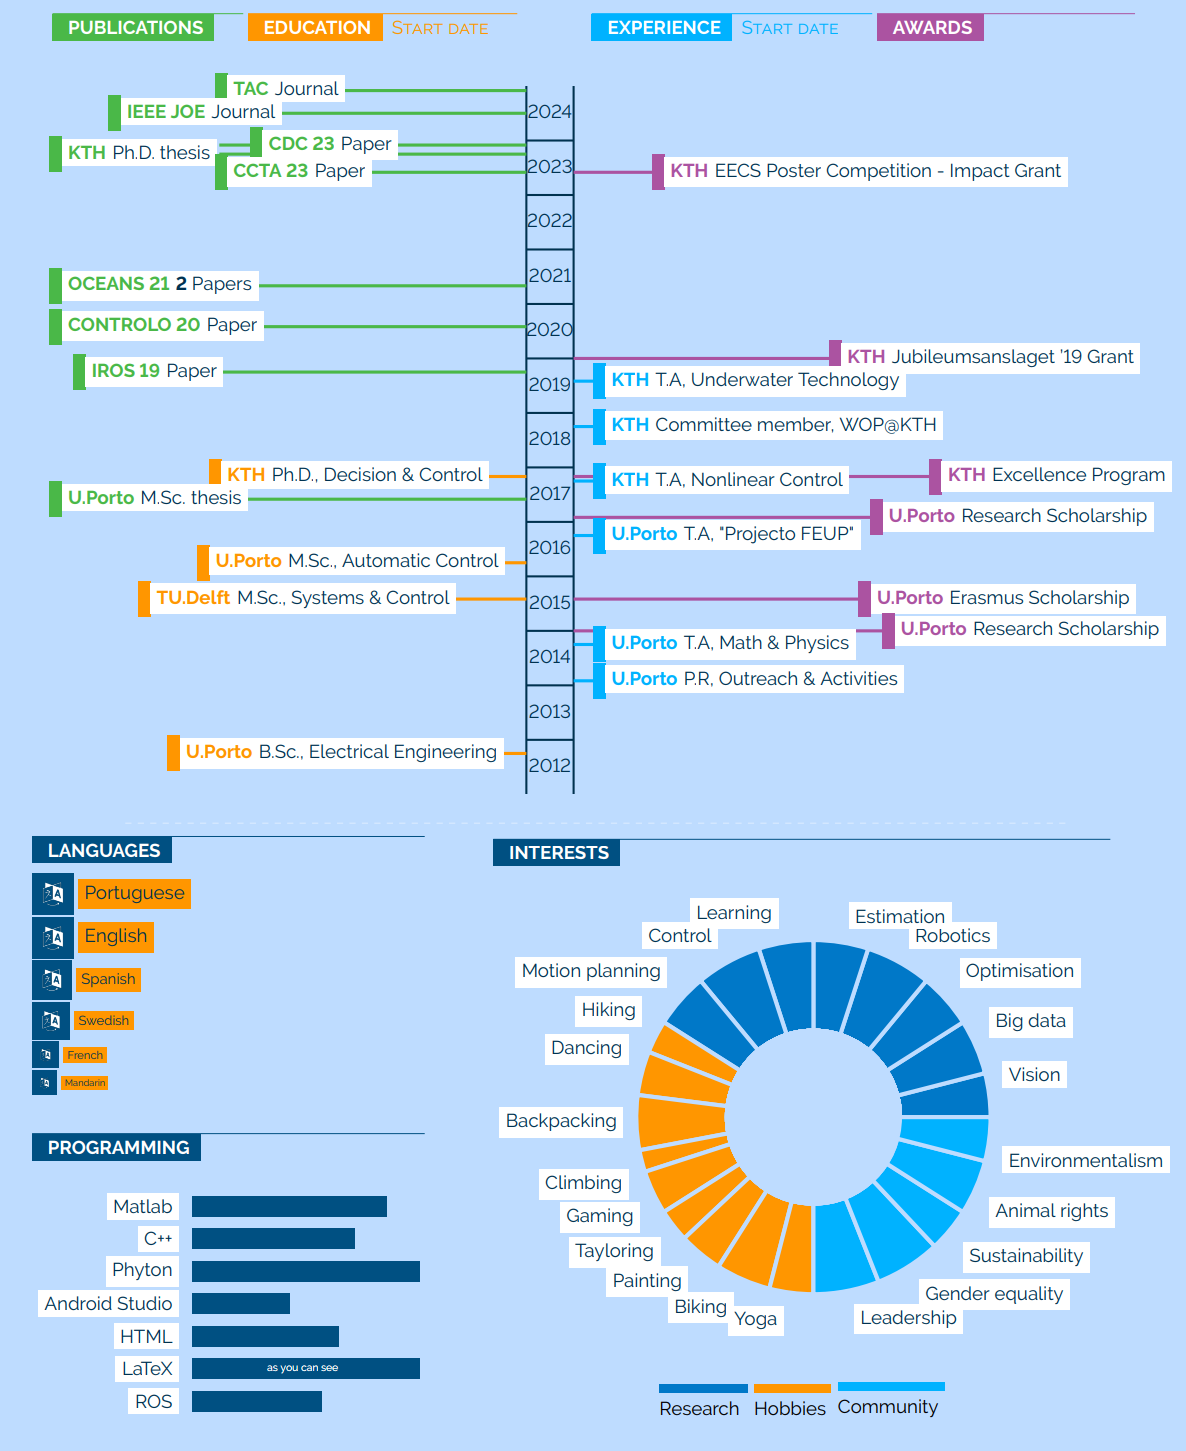 PUBLICATIONS
EDUCATION START DATE
EXPERIENCE START DATE
AWARDS
TAC Journal
IEEE JOE Journal
CDC 23 Paper
KTH Ph.D. thesis
CCTA 23 Paper
OCEANS 21 2 Papers
CONTROLO 20 Paper
IROS 19 Paper
KTH Ph.D., Decision & Control
U.Porto M.Sc. thesis
U.Porto M.Sc., Automatic Control
TU.Delft M.Sc., Systems & Control
U.Porto B.Sc., Electrical Engineering
2024
2023
2022
2021
2020
2019
2018
2017
2016
2015
2014
2013
2012
KTH EECS Poster Competition - Impact Grant
KTH Jubileumsanslaget '19 Grant
KTH T.A, Underwater Technology
KTH Committee member, WOP@KTH
KTH T.A, Nonlinear Control
KTH Excellence Program
U.Porto Research Scholarship
U.Porto T.A, "Projecto FEUP"
U.Porto Erasmus Scholarship
U.Porto Research Scholarship
U.Porto T.A, Math & Physics
U.Porto P.R, Outreach & Activities
LANGUAGES
Portuguese
English
Spanish
Swedish
French
Mandarin
PROGRAMMING
Matlab
C++
Phyton
Android Studio
HTML
LaTeX as you can see
ROS
INTERESTS
Learning
Control
Motion planning
Hiking
Dancing
Backpacking
Climbing
Gaming
Tayloring
Painting
Biking
Yoga
Estimation
Robotics
Optimisation
Big data
Vision
Environmentalism
Animal rights
Sustainability
Gender equality
Leadership
Research Hobbies Community